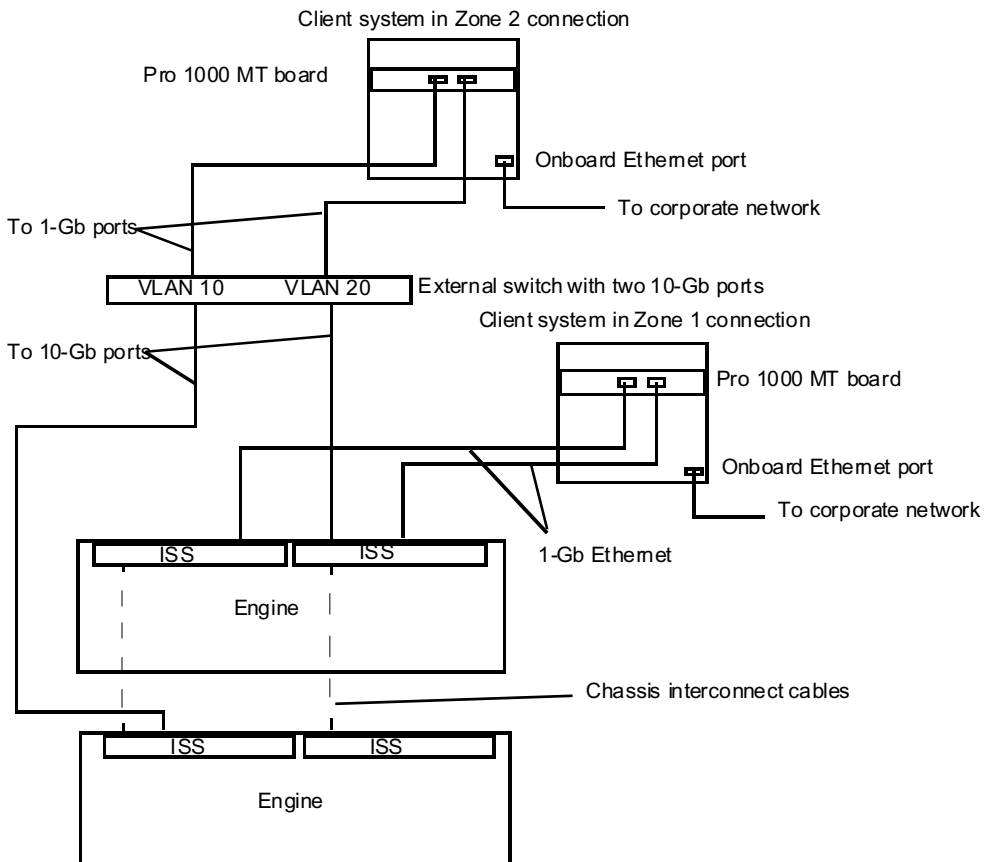 Client system in Zone 2 connection
Pro 1000 MT board
Onboard Ethernet port
To corporate network
To 1-Gb ports
VLAN 10
VLAN 20
External switch with two 10-Gb ports
Client system in Zone 1 connection
To 10-Gb ports
Pro 1000 MT board
Onboard Ethernet port
To corporate network
ISS
ISS
1-Gb Ethernet
Engine
Chassis interconnect cables
ISS
ISS
Engine